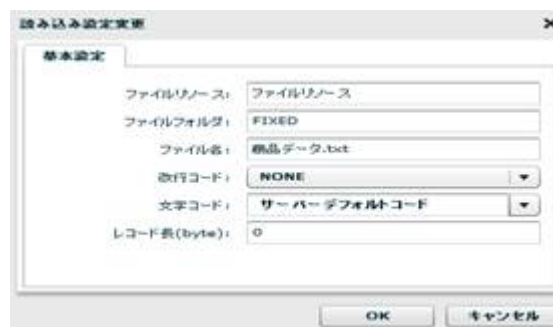 読み込み設定変更
基本設定
ファイルリソース: ファイルリソース
ファイルフォルダ: FIXED
ファイル名: 商品データ.txt
改行コード: NONE
文字コード: サーバーデフォルトコード
レコード長(byte): 0
OK キャンセル